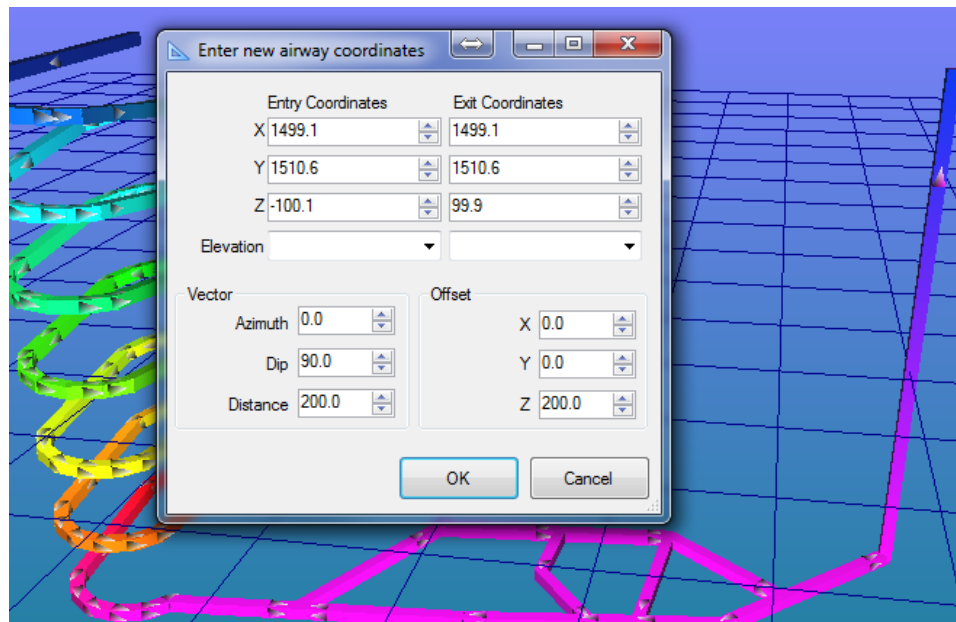 Enter new airway coordinates
Entry Coordinates Exit Coordinates
X 1499.1 1499.1
Y 1510.6 1510.6
Z -100.1 99.9
Elevation
Vector Offset
Azimuth 0.0 X 0.0
Dip 90.0 Y 0.0
Distance 200.0 Z 200.0
OK Cancel